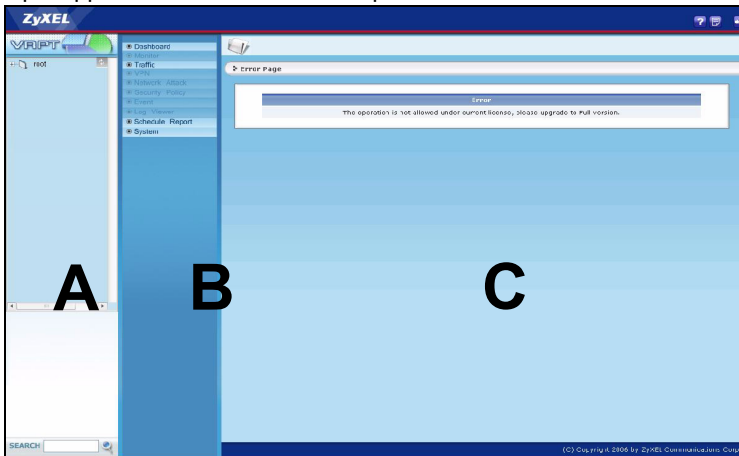 ZyXEL
VRPT
root
Dashboard
Monitor
Traffic
VPN
Network Attack
Security Policy
Event
Log Viewer
Schedule Report
System
Error Page
Error
The operation is not allowed under current license, please upgrade to Full version.
A
B
C
SEARCH
(C) Copyright 2006 by ZyXEL Communications Corp